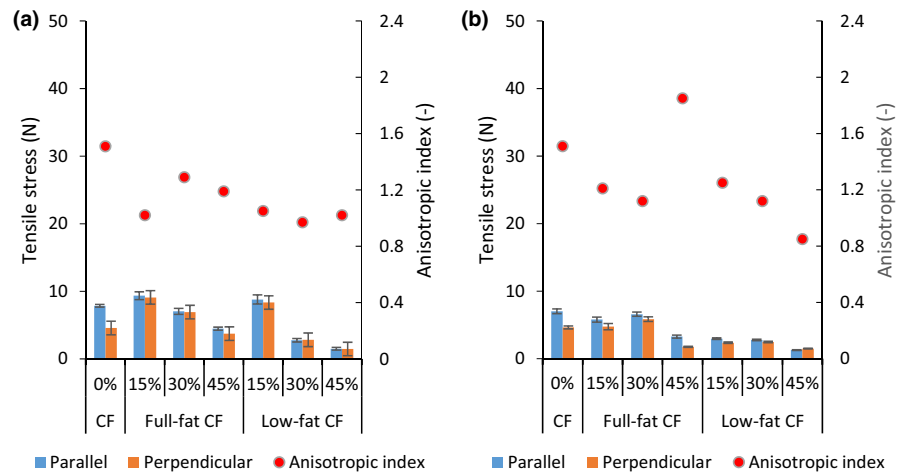 (a)
50
40
30
20
10
0
Tensile stress (N)
2.4
2
1.6
1.2
0.8
0.4
0
Anisotropic index (-)
0% 15% 30% 45% 15% 30% 45%
CF Full-fat CF Low-fat CF
Parallel Perpendicular Anisotropic index
(b)
50
40
30
20
10
0
Tensile stress (N)
2.4
2
1.6
1.2
0.8
0.4
0
Anisotropic index (-)
0% 15% 30% 45% 15% 30% 45%
CF Full-fat CF Low-fat CF
Parallel Perpendicular Anisotropic index